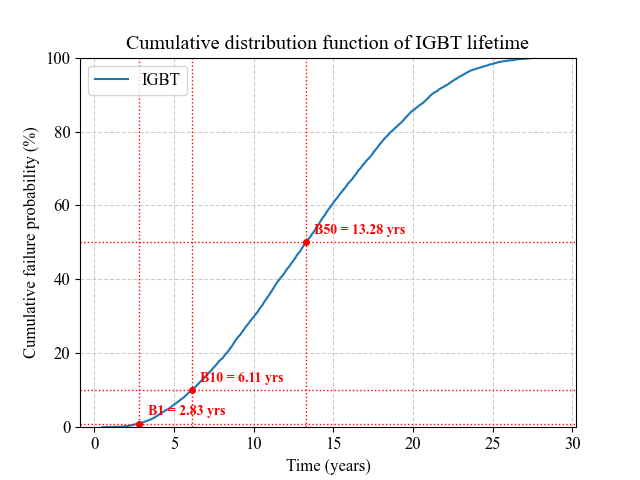 Cumulative distribution function of IGBT lifetime
IGBT
Cumulative failure probability (%)
100
80
60
40
20
0
B50 = 13.28 yrs
B10 = 6.11 yrs
B1 = 2.83 yrs
0 5 10 15 20 25 30
Time (years)